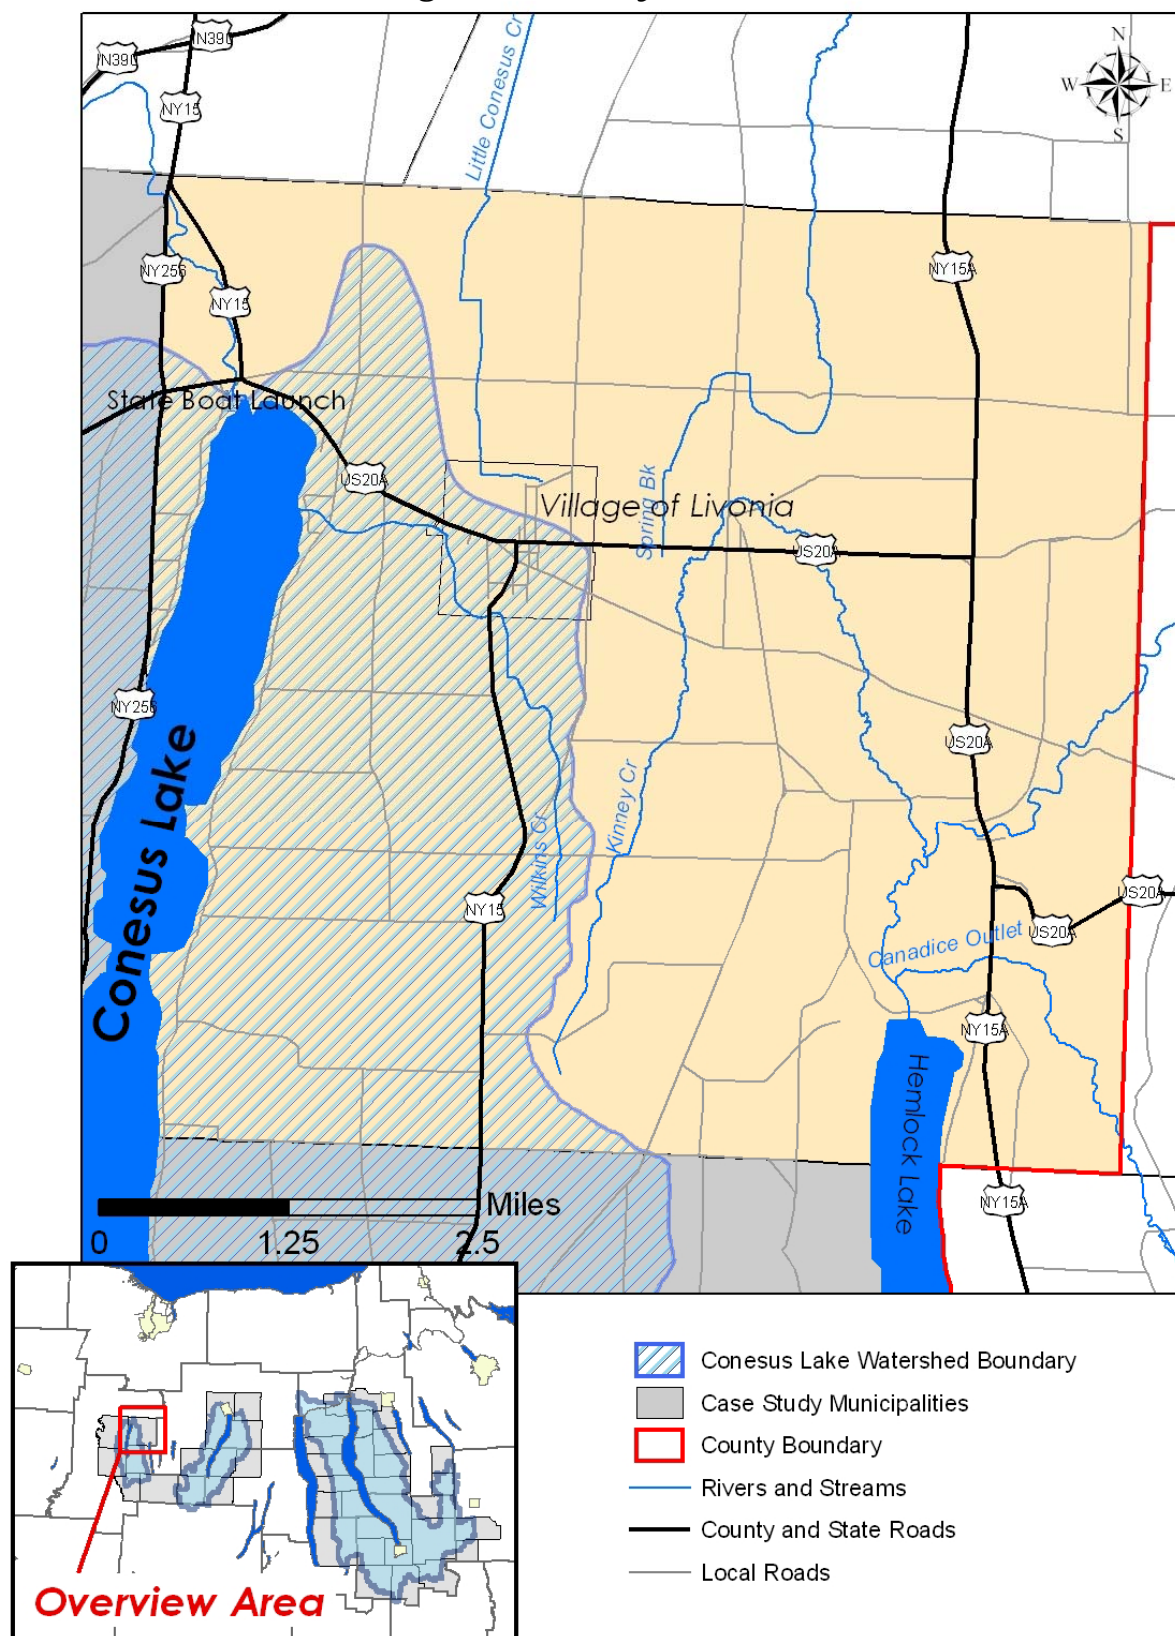 IN390
IN390
NY15
Little Conesus Cr
N
W
E
S
NY256
NY15
NY15A
State Boat Launch
US20A
Village of Livonia
Spring Bk
US20A
NY256
US20A
Conesus Lake
Kinney Cr
Wilkins Cr
NY15
US20A
US20A
Canadice Outlet
NY15A
Hemlock Lake
NY15A
Miles
0 1.25 2.5
Conesus Lake Watershed Boundary
Case Study Municipalities
County Boundary
Rivers and Streams
County and State Roads
Local Roads
Overview Area